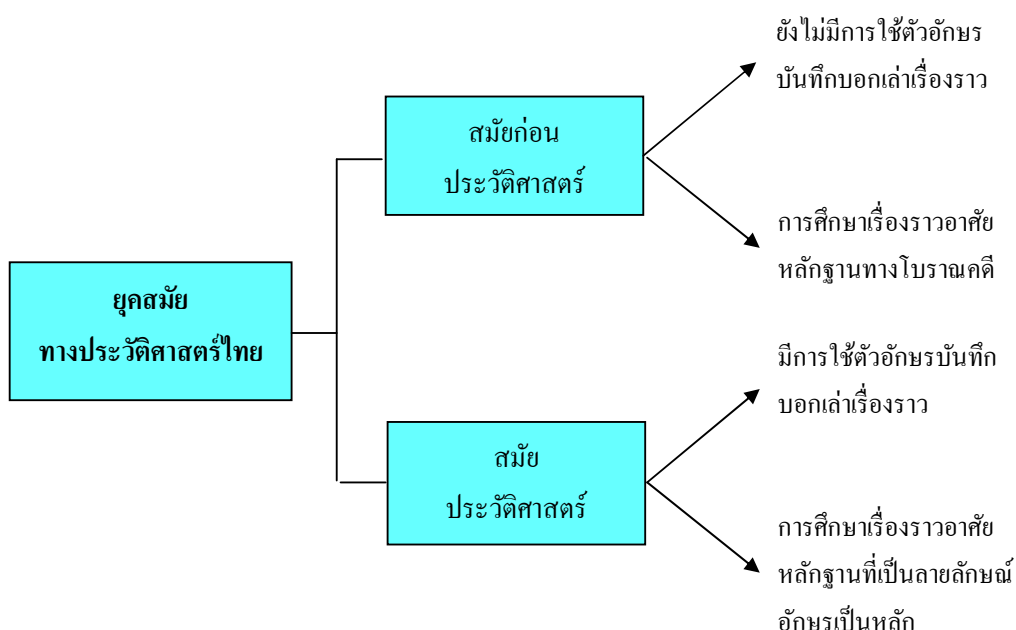 ยุคสมัย
ทางประวัติศาสตร์ไทย
สมัยก่อน
ประวัติศาสตร์
ยังไม่มีการใช้ตัวอักษร
บันทึกบอกเล่าเรื่องราว
การศึกษาเรื่องราวอาศัย
หลักฐานทางโบราณคดี
สมัย
ประวัติศาสตร์
มีการใช้ตัวอักษรบันทึก
บอกเล่าเรื่องราว
การศึกษาเรื่องราวอาศัย
หลักฐานที่เป็นลายลักษณ์
อักษรเป็นหลัก